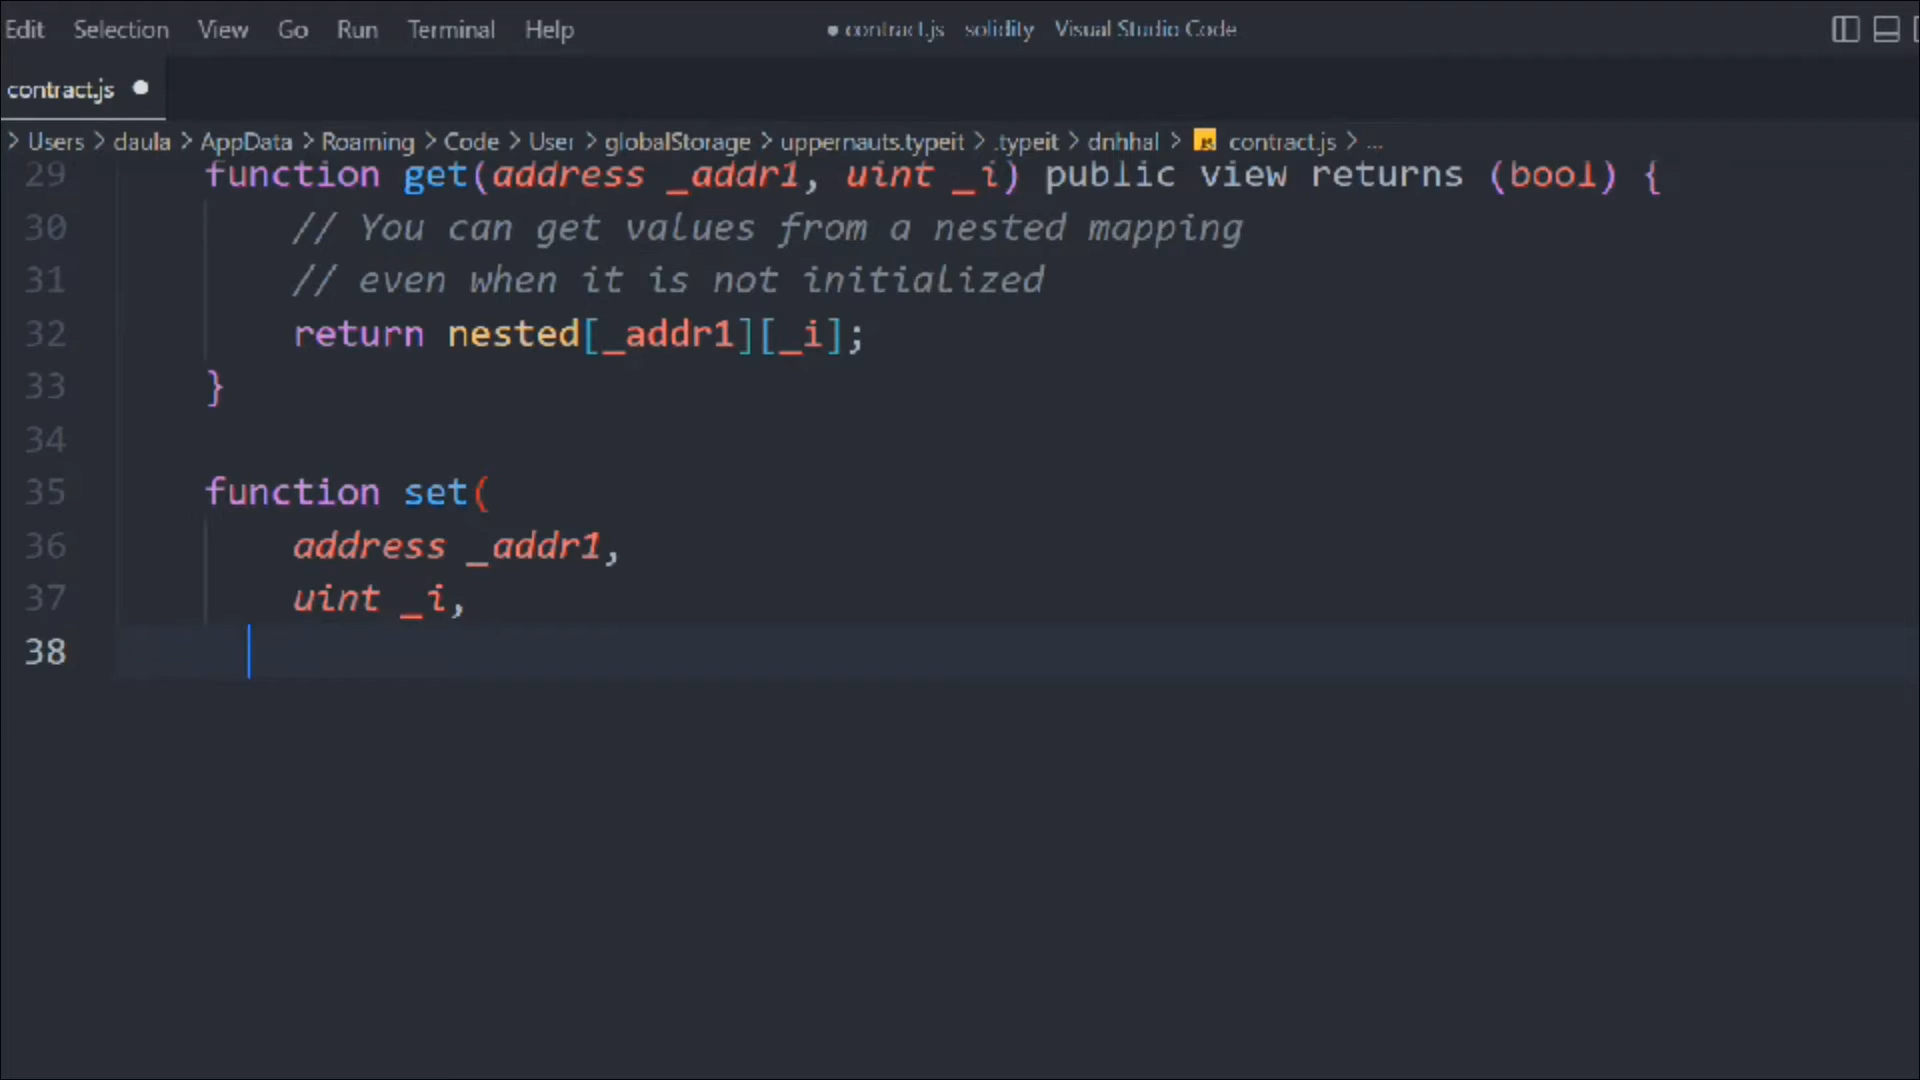 Edit Selection View Go Run Terminal Help ● contract.js solidity Visual Studio Code
contract.js ●
> Users > daula > AppData > Roaming > Code > User > globalStorage > uppernauts.typeit > .typeit > dnhhal > JS contract.js > ...
29 function get(address _addr1, uint _i) public view returns (bool) {
30 // You can get values from a nested mapping
31 // even when it is not initialized
32 return nested[_addr1][_i];
33 }
34
35 function set(
36 address _addr1,
37 uint _i,
38